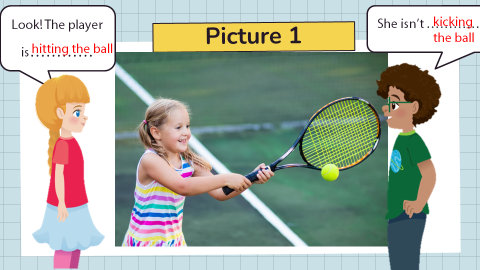 Look! The player
is hitting the ball
Picture 1
She isn't kicking
the ball